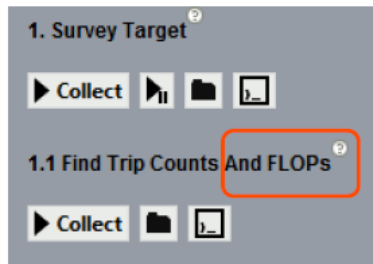 1. Survey Target?
Collect
1.1 Find Trip Counts And FLOPs?
Collect